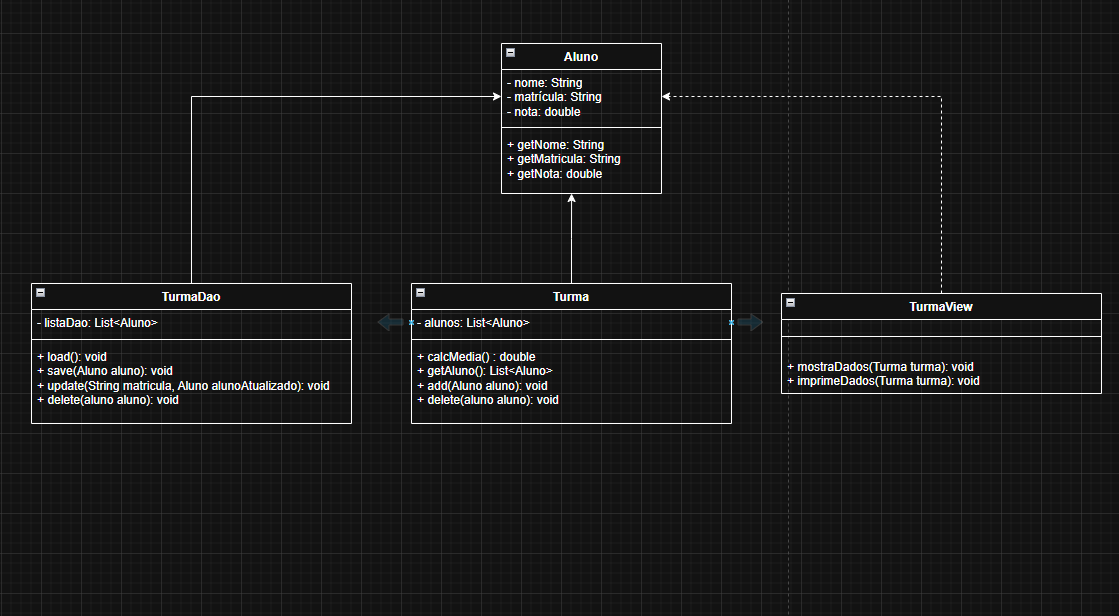 Aluno
- nome: String
- matrícula: String
- nota: double
+ getNome: String
+ getMatricula: String
+ getNota: double
TurmaDao
- listaDao: List<Aluno>
+ load(): void
+ save(Aluno aluno): void
+ update(String matricula, Aluno alunoAtualizado): void
+ delete(aluno aluno): void
Turma
- alunos: List<Aluno>
+ calcMedia() : double
+ getAluno(): List<Aluno>
+ add(Aluno aluno): void
+ delete(aluno aluno): void
TurmaView
+ mostraDados(Turma turma): void
+ imprimeDados(Turma turma): void